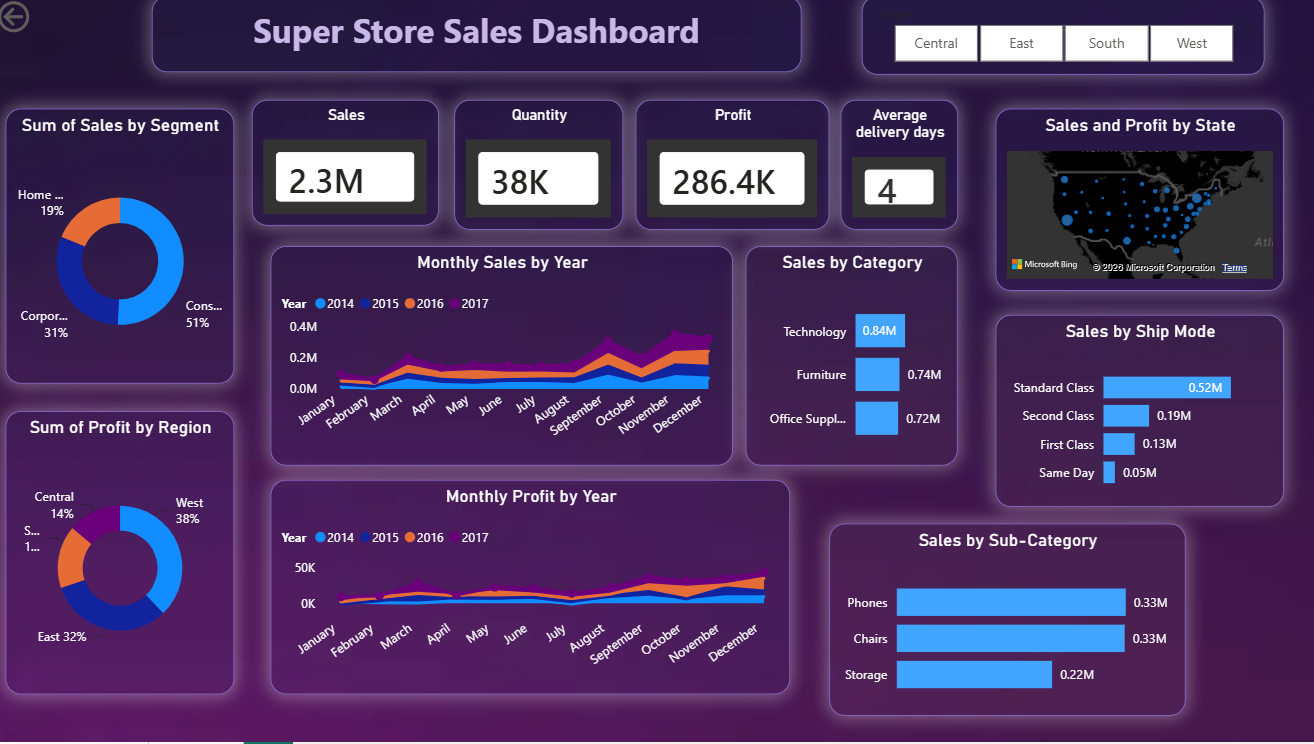 Super Store Sales Dashboard
Central
East
South
West
Sum of Sales by Segment
Home ...
19%
Corpor...
31%
Cons...
51%
Sales
2.3M
Quantity
38K
Profit
286.4K
Average
delivery days
4
Sales and Profit by State
Microsoft Bing
© 2026 Microsoft Corporation Terms
Atl
Monthly Sales by Year
Year 2014 2015 2016 2017
0.4M
0.2M
0.0M
January
February
March
April
May
June
July
August
September
October
November
December
Sales by Category
Technology 0.84M
Furniture 0.74M
Office Suppl... 0.72M
Sales by Ship Mode
Standard Class 0.52M
Second Class 0.19M
First Class 0.13M
Same Day 0.05M
Sum of Profit by Region
Central
14%
West
38%
S...
1...
East 32%
Monthly Profit by Year
Year 2014 2015 2016 2017
50K
0K
January
February
March
April
May
June
July
August
September
October
November
December
Sales by Sub-Category
Phones 0.33M
Chairs 0.33M
Storage 0.22M